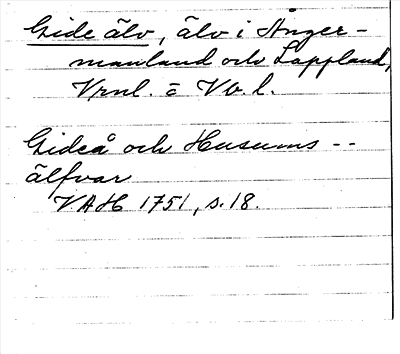 Gide älv, älv i Ånger-
manland och Lappland,
Vrnl. o Vb. l.
Gideå och Husums --
älfvar
VAH 1751, s. 18.